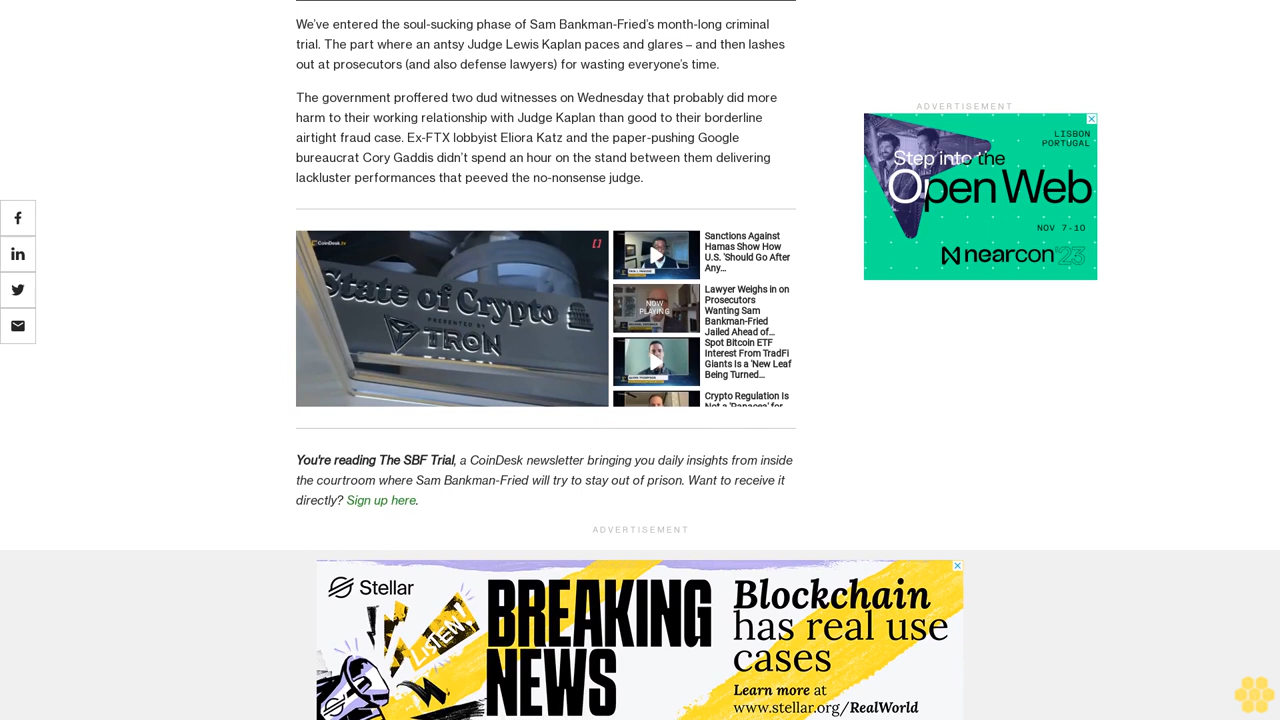 We've entered the soul-sucking phase of Sam Bankman-Fried's month-long criminal
trial. The part where an antsy Judge Lewis Kaplan paces and glares – and then lashes
out at prosecutors (and also defense lawyers) for wasting everyone's time.
The government proffered two dud witnesses on Wednesday that probably did more
harm to their working relationship with Judge Kaplan than good to their borderline
airtight fraud case. Ex-FTX lobbyist Eliora Katz and the paper-pushing Google
bureaucrat Cory Gaddis didn't spend an hour on the stand between them delivering
lackluster performances that peeved the no-nonsense judge.
CoinDesk.tv
State of Crypto
PRESENTED BY
TRON
Sanctions Against
Hamas Show How
U.S. 'Should Go After
Any...
NOW
PLAYING
Lawyer Weighs in on
Prosecutors
Wanting Sam
Bankman-Fried
Jailed Ahead of...
Spot Bitcoin ETF
Interest From TradFi
Giants Is a 'New Leaf
Being Turned...
Crypto Regulation Is
Not a 'Panacea' for
You're reading The SBF Trial, a CoinDesk newsletter bringing you daily insights from inside
the courtroom where Sam Bankman-Fried will try to stay out of prison. Want to receive it
directly? Sign up here.
ADVERTISEMENT
LISBON
PORTUGAL
Step into the
Open Web
NOV 7-10
nearcon'23
ADVERTISEMENT
Stellar
LISTEN
BREAKING
NEWS
Blockchain
has real use
cases
Learn more at
www.stellar.org/RealWorld